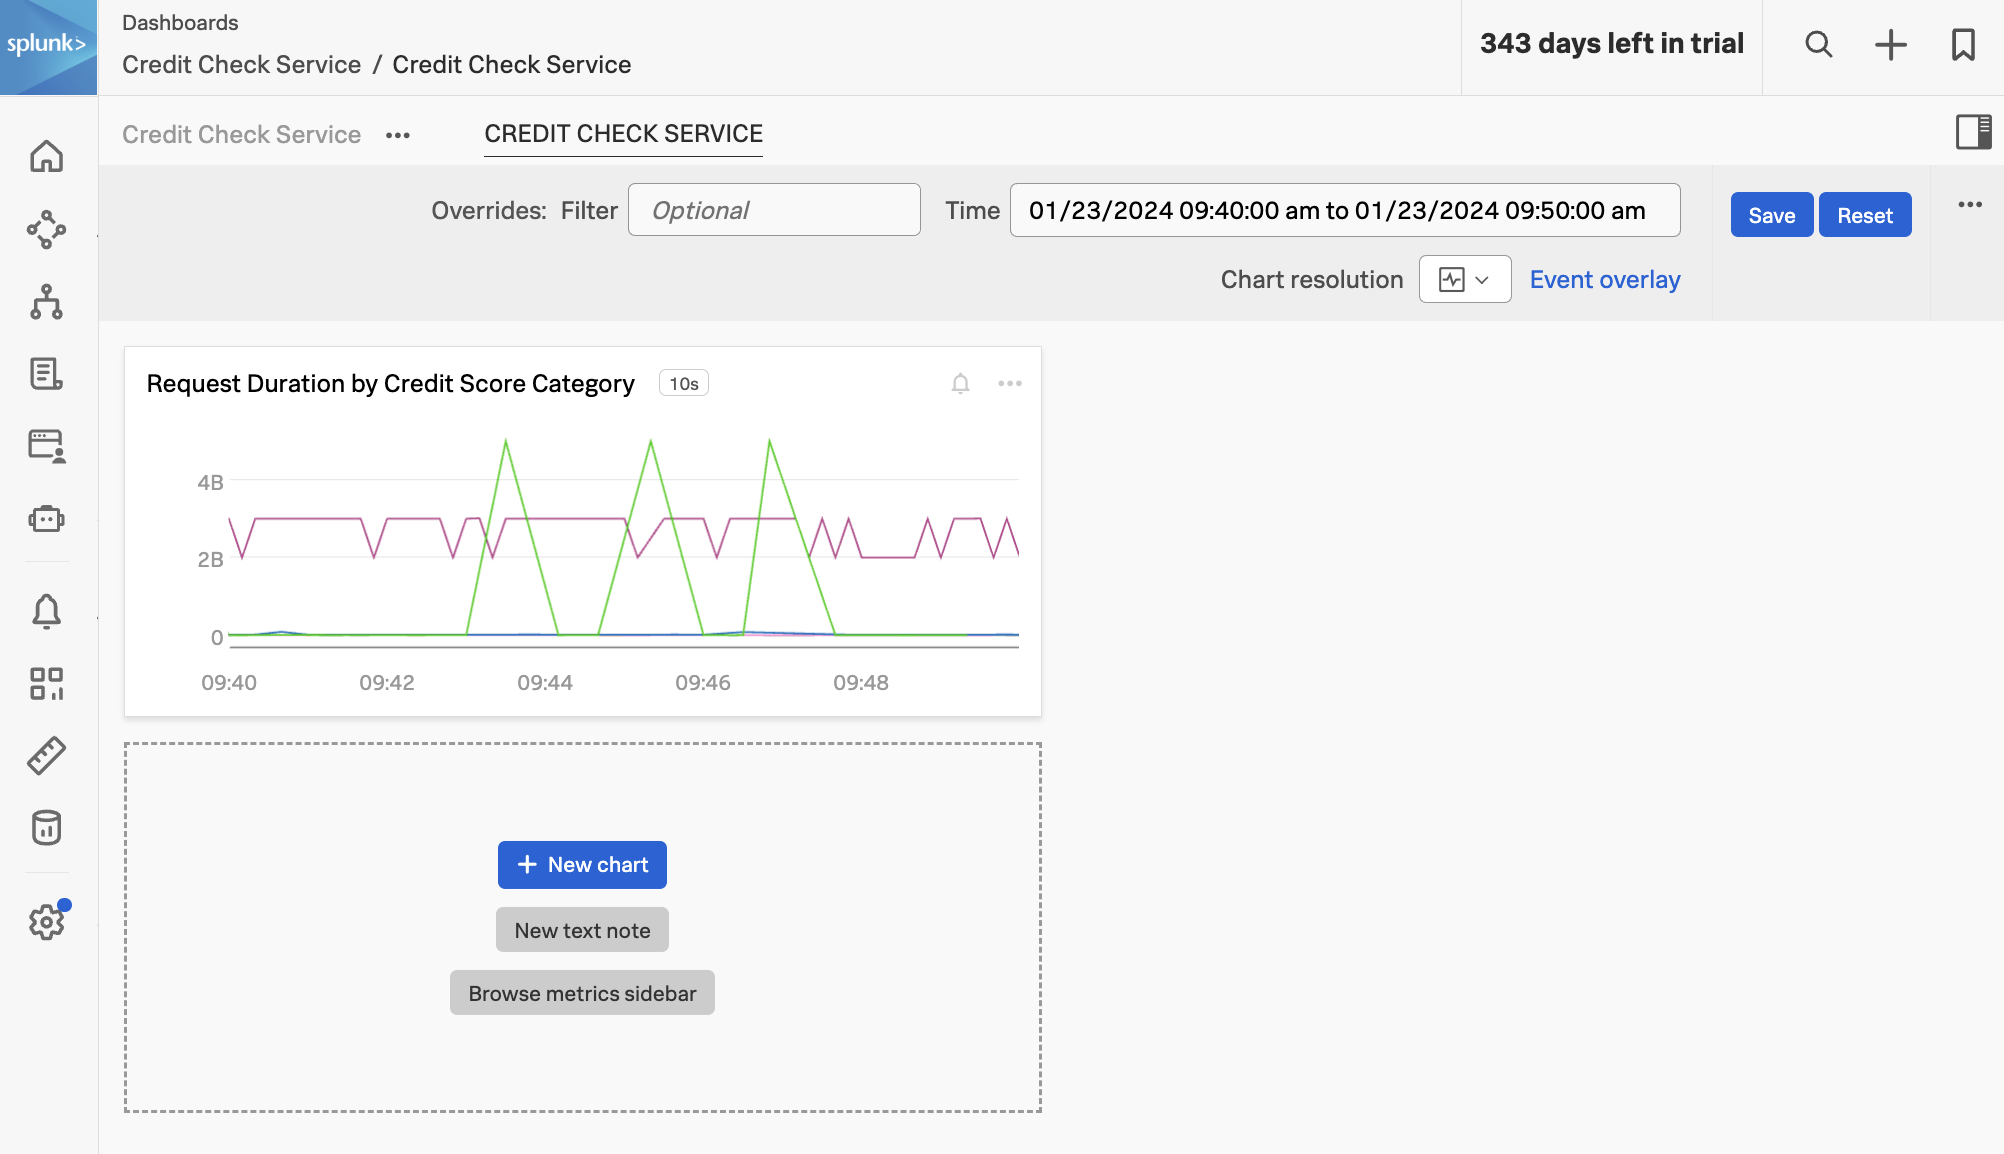 splunk>
Dashboards
Credit Check Service / Credit Check Service
343 days left in trial
Credit Check Service •••
CREDIT CHECK SERVICE
Overrides: Filter Optional
Time 01/23/2024 09:40:00 am to 01/23/2024 09:50:00 am
Save Reset
Chart resolution
Event overlay
Request Duration by Credit Score Category 10s
4B
2B
0
09:40 09:42 09:44 09:46 09:48
+ New chart
New text note
Browse metrics sidebar